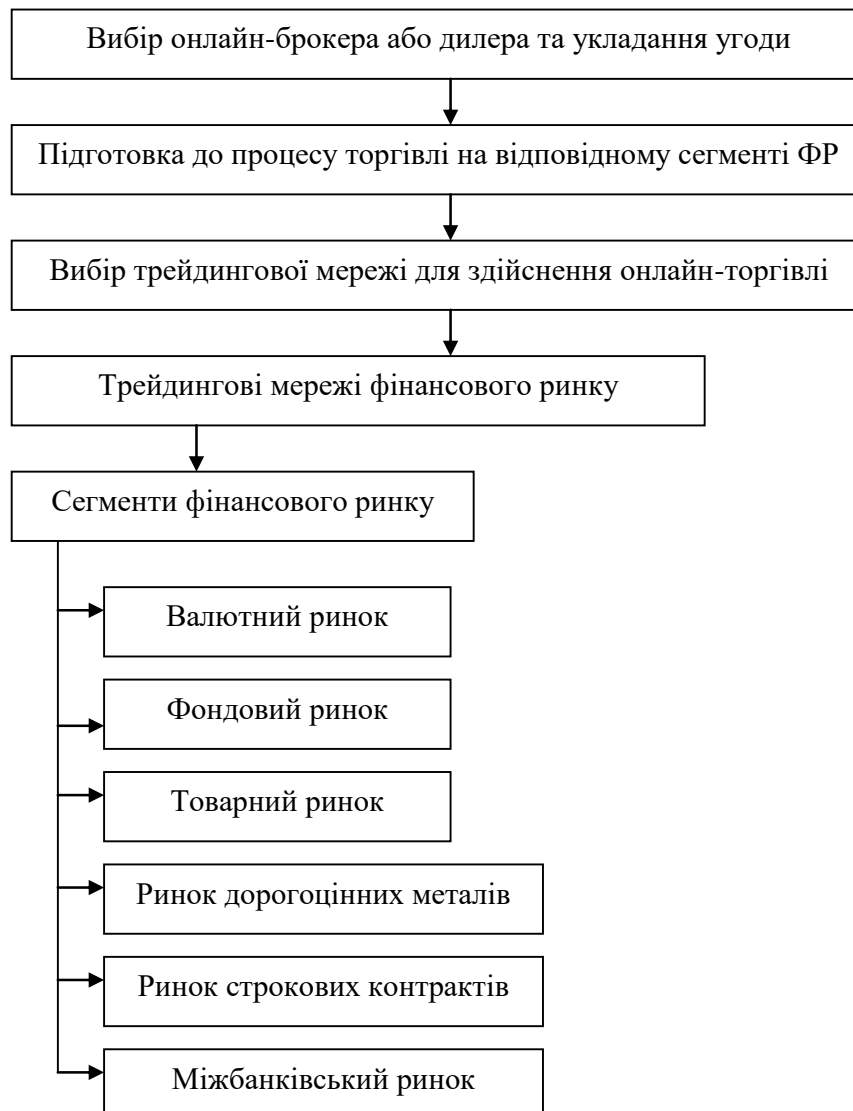 Вибір онлайн-брокера або дилера та укладання угоди
Підготовка до процесу торгівлі на відповідному сегменті ФР
Вибір трейдингової мережі для здійснення онлайн-торгівлі
Трейдингові мережі фінансового ринку
Сегменти фінансового ринку
Валютний ринок
Фондовий ринок
Товарний ринок
Ринок дорогоцінних металів
Ринок строкових контрактів
Міжбанківський ринок